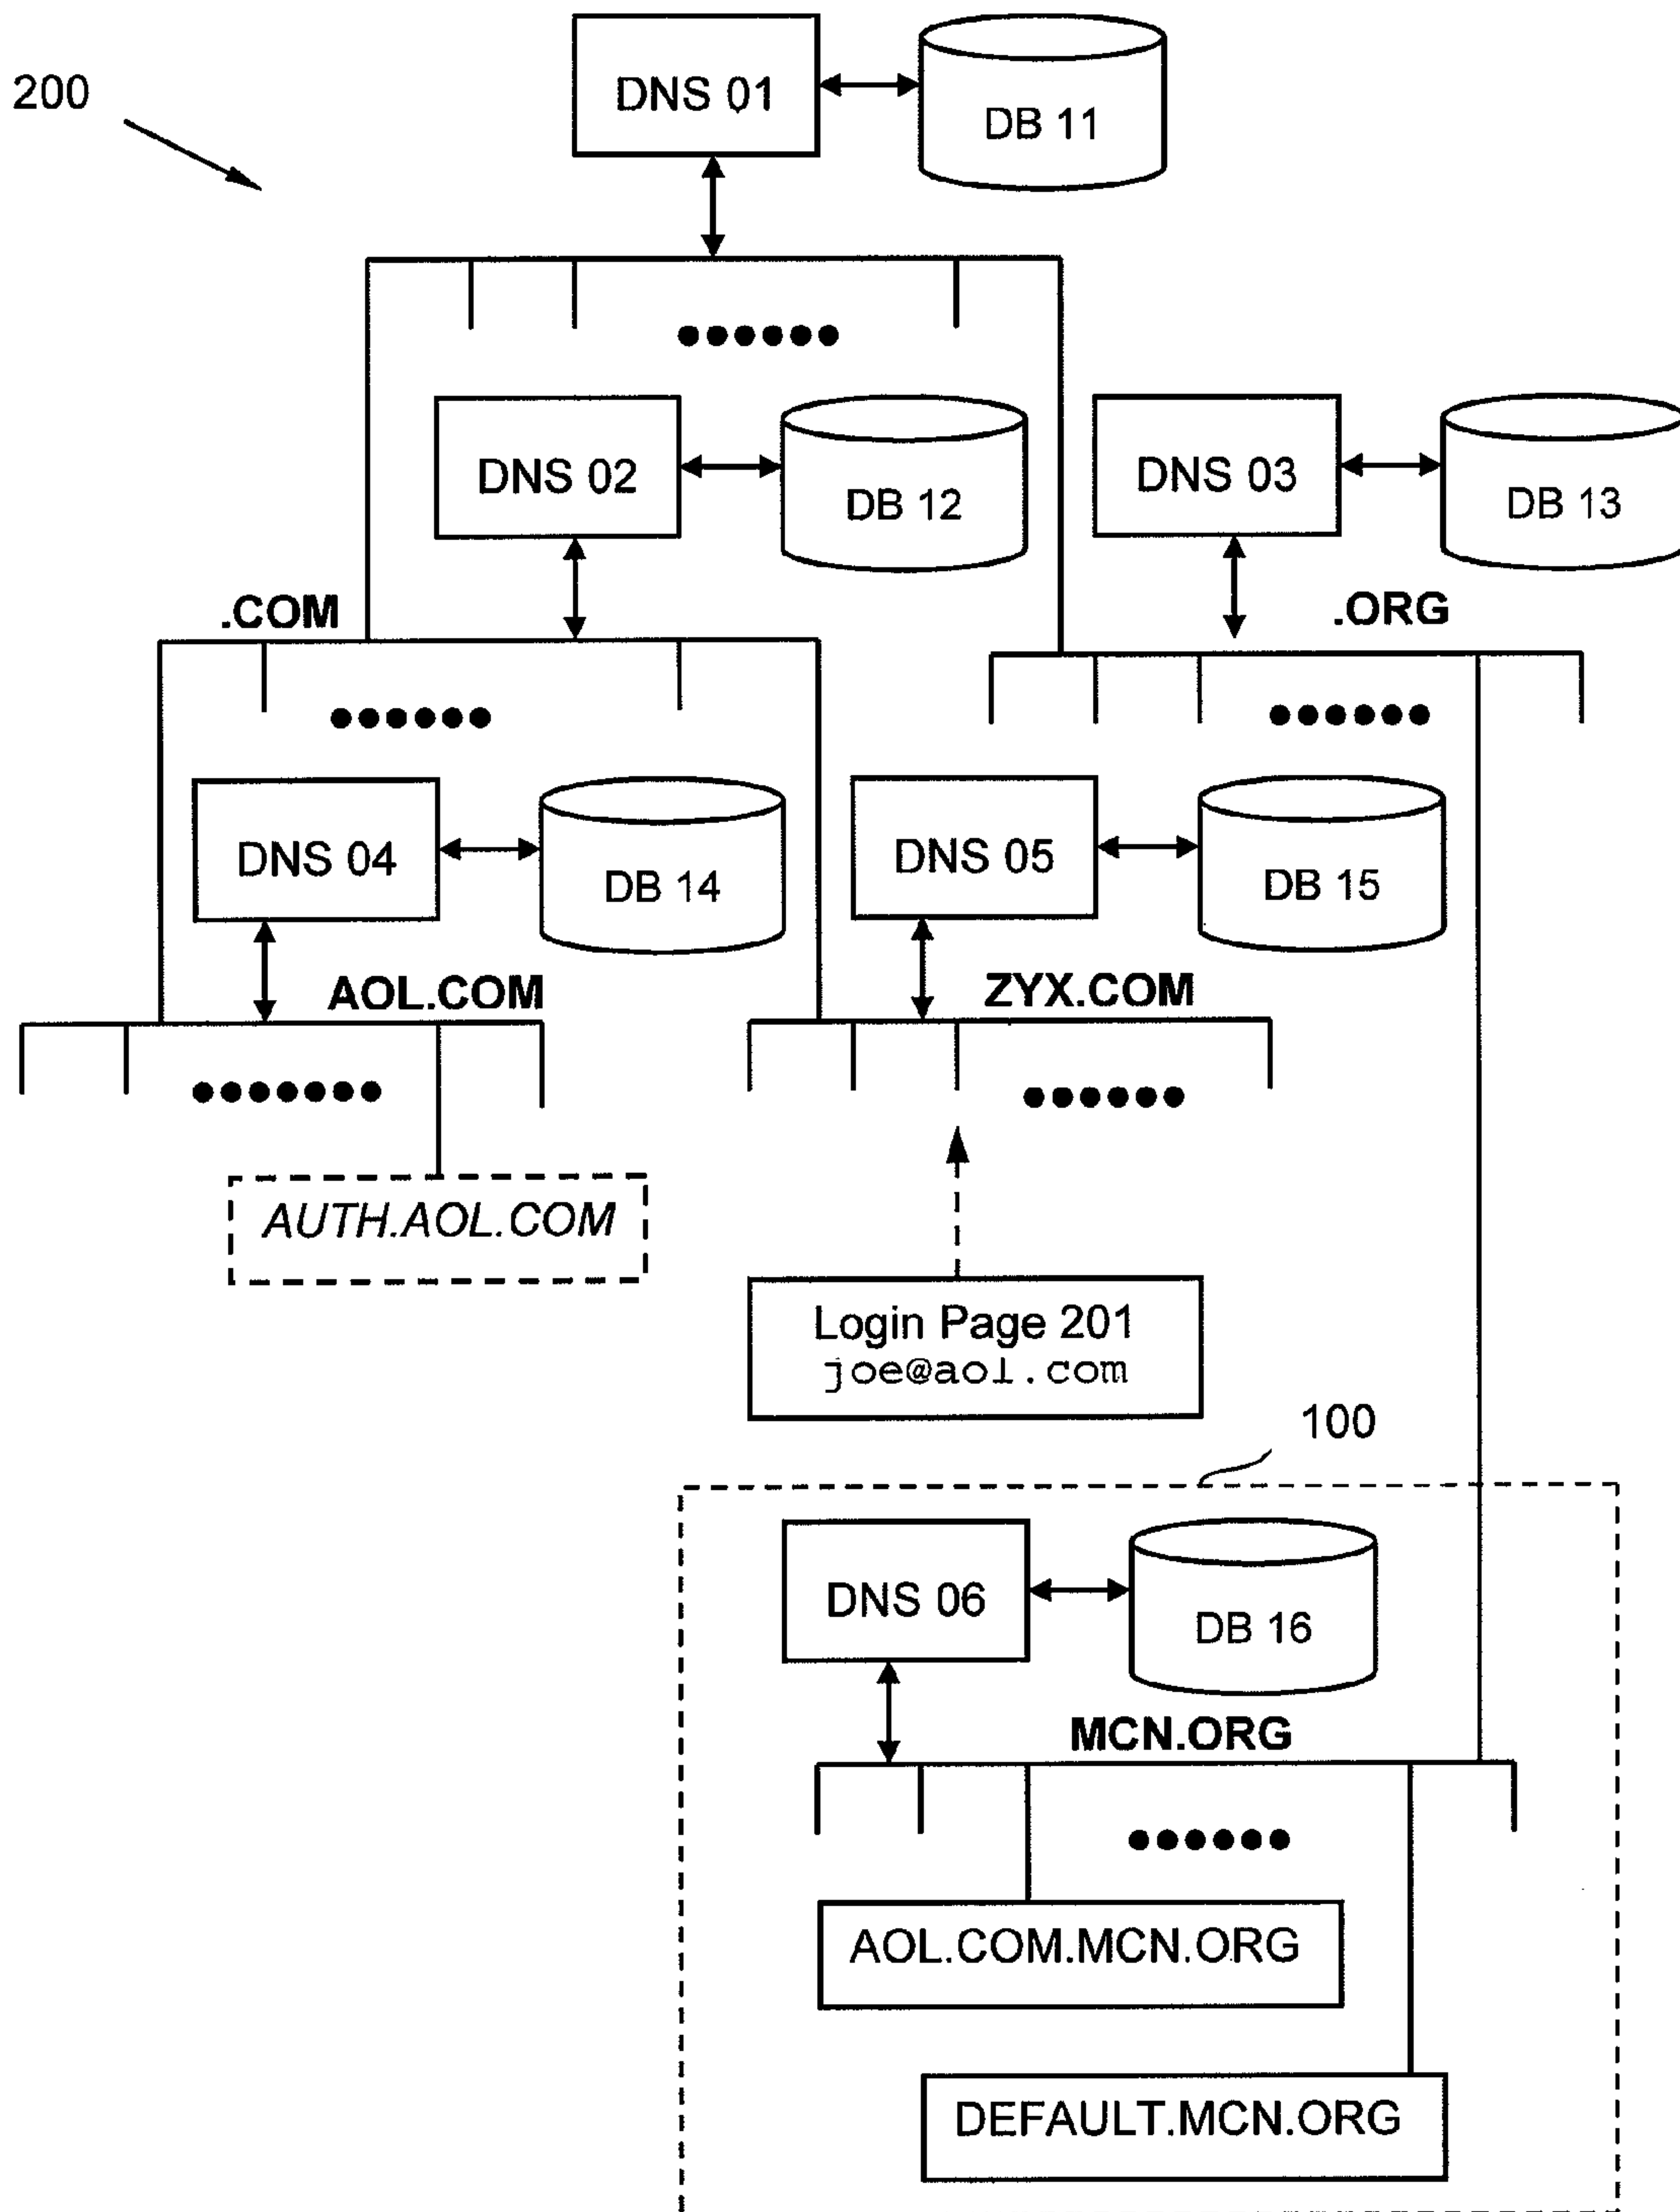 200
DNS 01
DB 11
DNS 02
DB 12
DNS 03
DB 13
.COM
.ORG
DNS 04
DB 14
DNS 05
DB 15
AOL.COM
ZYX.COM
AUTH.AOL.COM
Login Page 201
joe@aol.com
100
DNS 06
DB 16
MCN.ORG
AOL.COM.MCN.ORG
DEFAULT.MCN.ORG